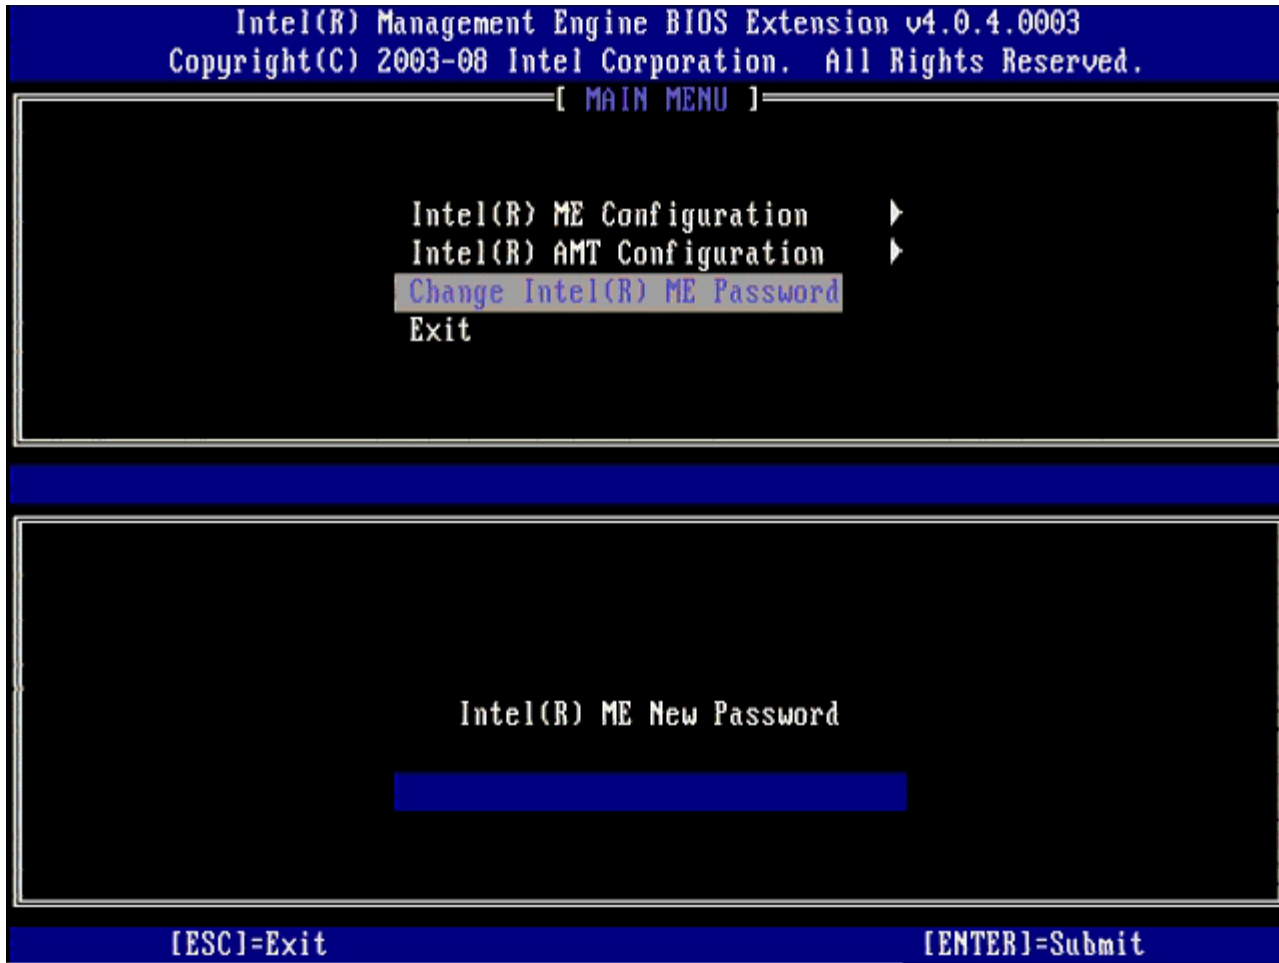 Intel(R) Management Engine BIOS Extension v4.0.4.0003
Copyright(C) 2003-08 Intel Corporation. All Rights Reserved.
[ MAIN MENU ]
Intel(R) ME Configuration
Intel(R) AMT Configuration
Change Intel(R) ME Password
Exit
Intel(R) ME New Password
[ESC]=Exit [ENTER]=Submit